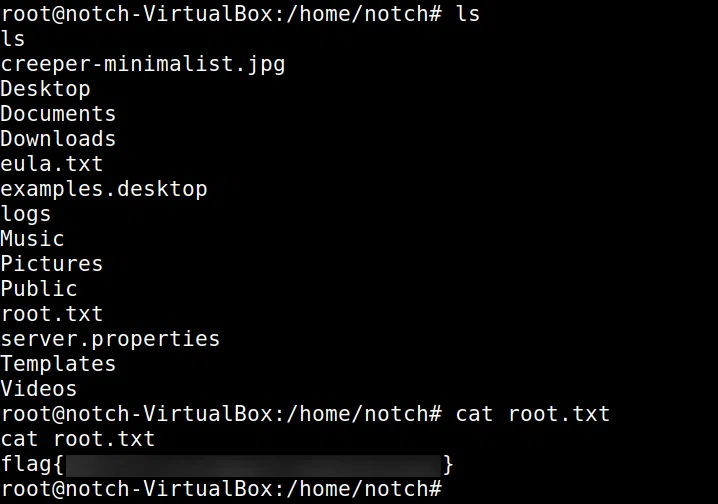 root@notch-VirtualBox:/home/notch# ls
ls
creeper-minimalist.jpg
Desktop
Documents
Downloads
eula.txt
examples.desktop
logs
Music
Pictures
Public
root.txt
server.properties
Templates
Videos
root@notch-VirtualBox:/home/notch# cat root.txt
cat root.txt
flag{ }
root@notch-VirtualBox:/home/notch#